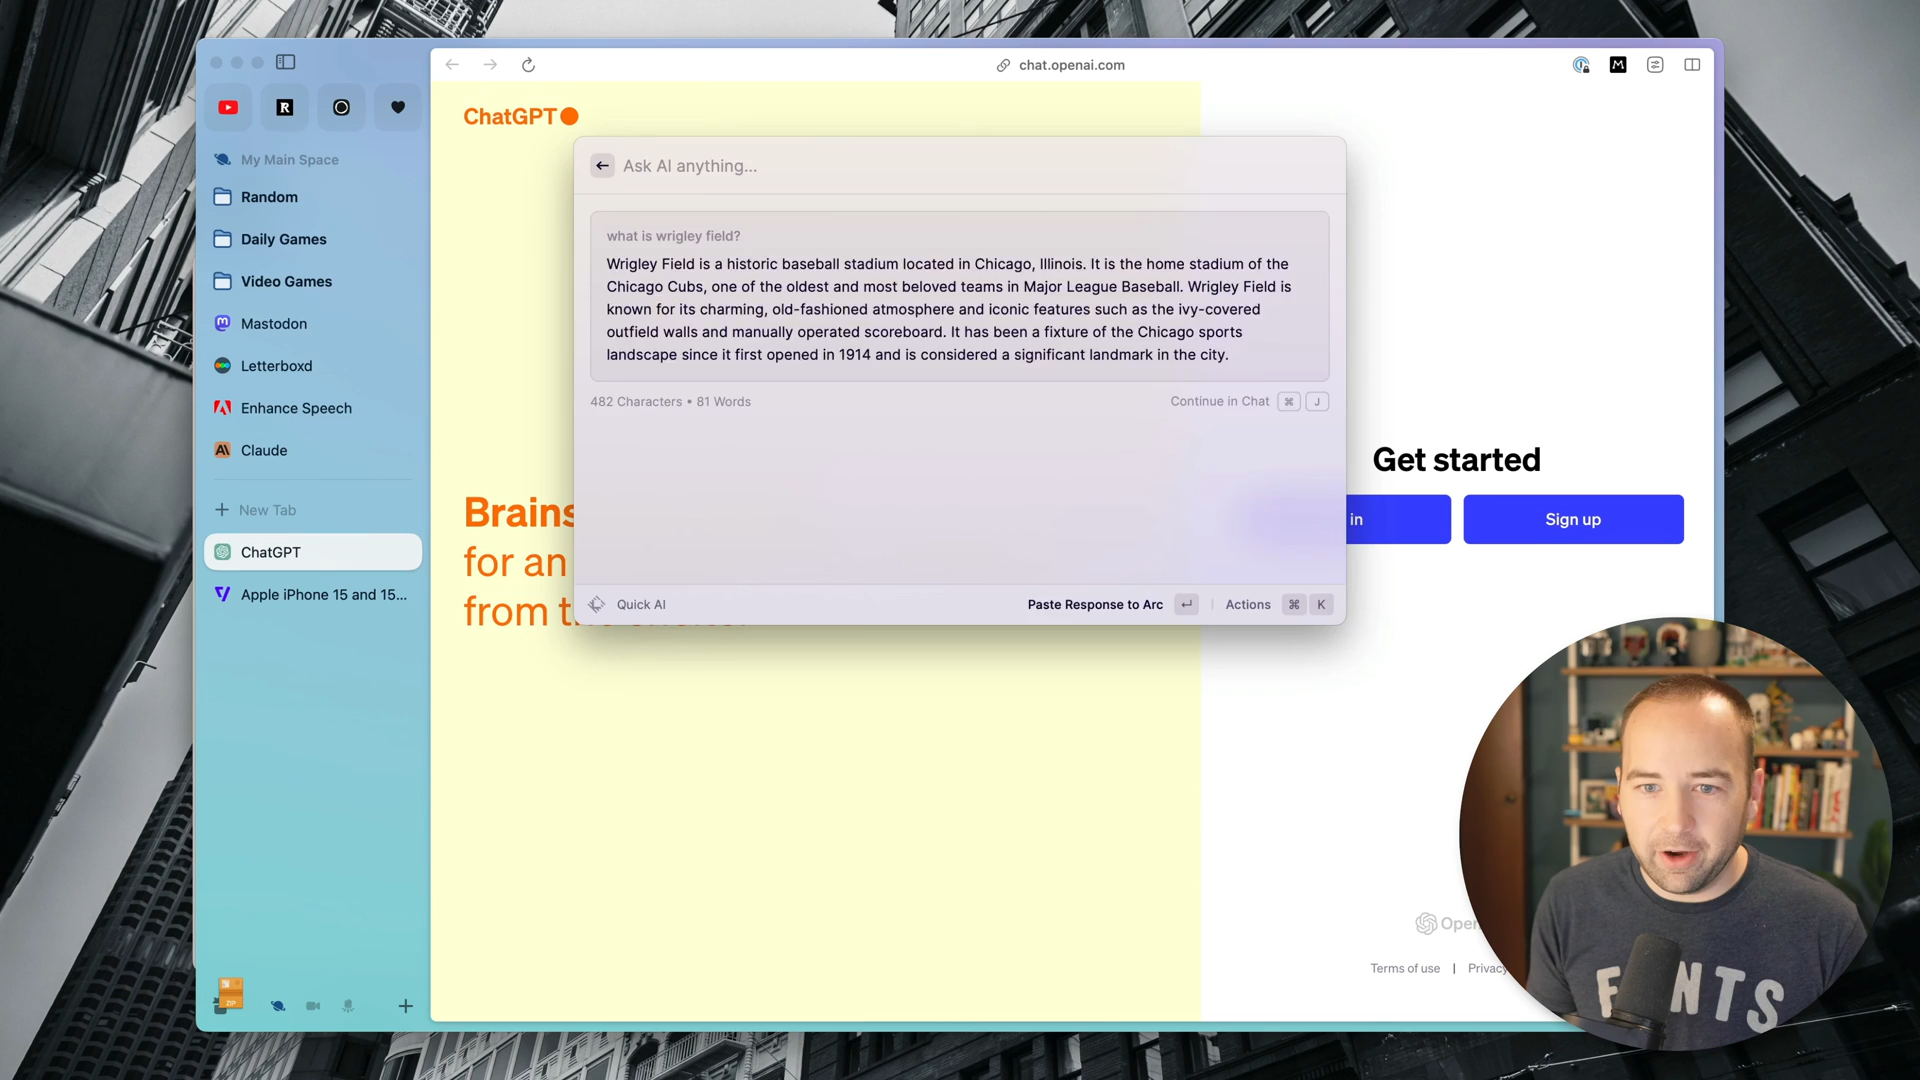 chat.openai.com
My Main Space
Random
Daily Games
Video Games
Mastodon
Letterboxd
Enhance Speech
Claude
New Tab
ChatGPT
Apple iPhone 15 and 15...
ZIP
ChatGPT
Brains
for an
from t
Ask AI anything...
what is wrigley field?
Wrigley Field is a historic baseball stadium located in Chicago, Illinois. It is the home stadium of the
Chicago Cubs, one of the oldest and most beloved teams in Major League Baseball. Wrigley Field is
known for its charming, old-fashioned atmosphere and iconic features such as the ivy-covered
outfield walls and manually operated scoreboard. It has been a fixture of the Chicago sports
landscape since it first opened in 1914 and is considered a significant landmark in the city.
482 Characters • 81 Words
Continue in Chat ⌘ J
Quick AI
Paste Response to Arc ↵ | Actions ⌘ K
Get started
in
Sign up
Open
Terms of use | Privacy
F NTS